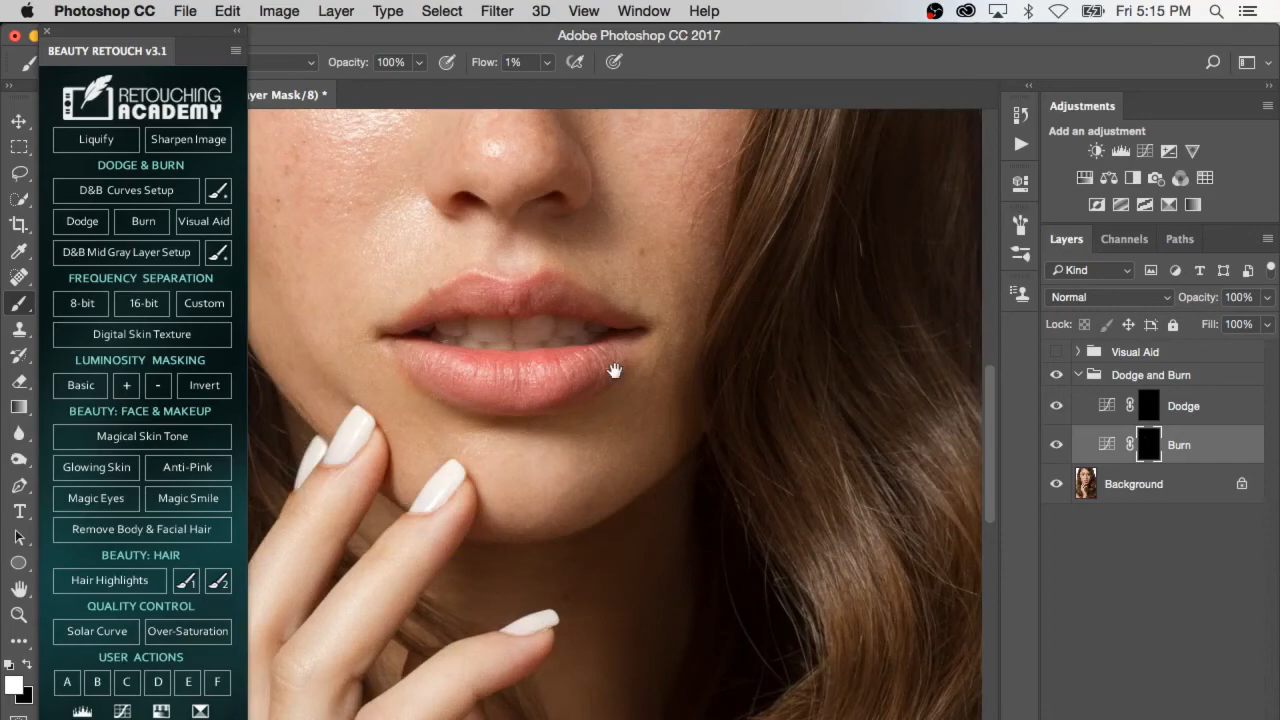 Photoshop CC File Edit Image Layer Type Select Filter 3D View Window Help Fri 5:15 PM
Adobe Photoshop CC 2017
BEAUTY RETOUCH v3.1
Opacity: 100% Flow: 1%
ayer Mask/8) *
RETOUCHING
ACADEMY
Liquify Sharpen Image
DODGE & BURN
D&B Curves Setup
Dodge Burn Visual Aid
D&B Mid Gray Layer Setup
FREQUENCY SEPARATION
8-bit 16-bit Custom
Digital Skin Texture
LUMINOSITY MASKING
Basic + - Invert
BEAUTY: FACE & MAKEUP
Magical Skin Tone
Glowing Skin Anti-Pink
Magic Eyes Magic Smile
Remove Body & Facial Hair
BEAUTY: HAIR
Hair Highlights 1 2
QUALITY CONTROL
Solar Curve Over-Saturation
USER ACTIONS
A B C D E F
Adjustments
Add an adjustment
Layers Channels Paths
Kind
Normal Opacity: 100%
Lock: Fill: 100%
Visual Aid
Dodge and Burn
Dodge
Burn
Background